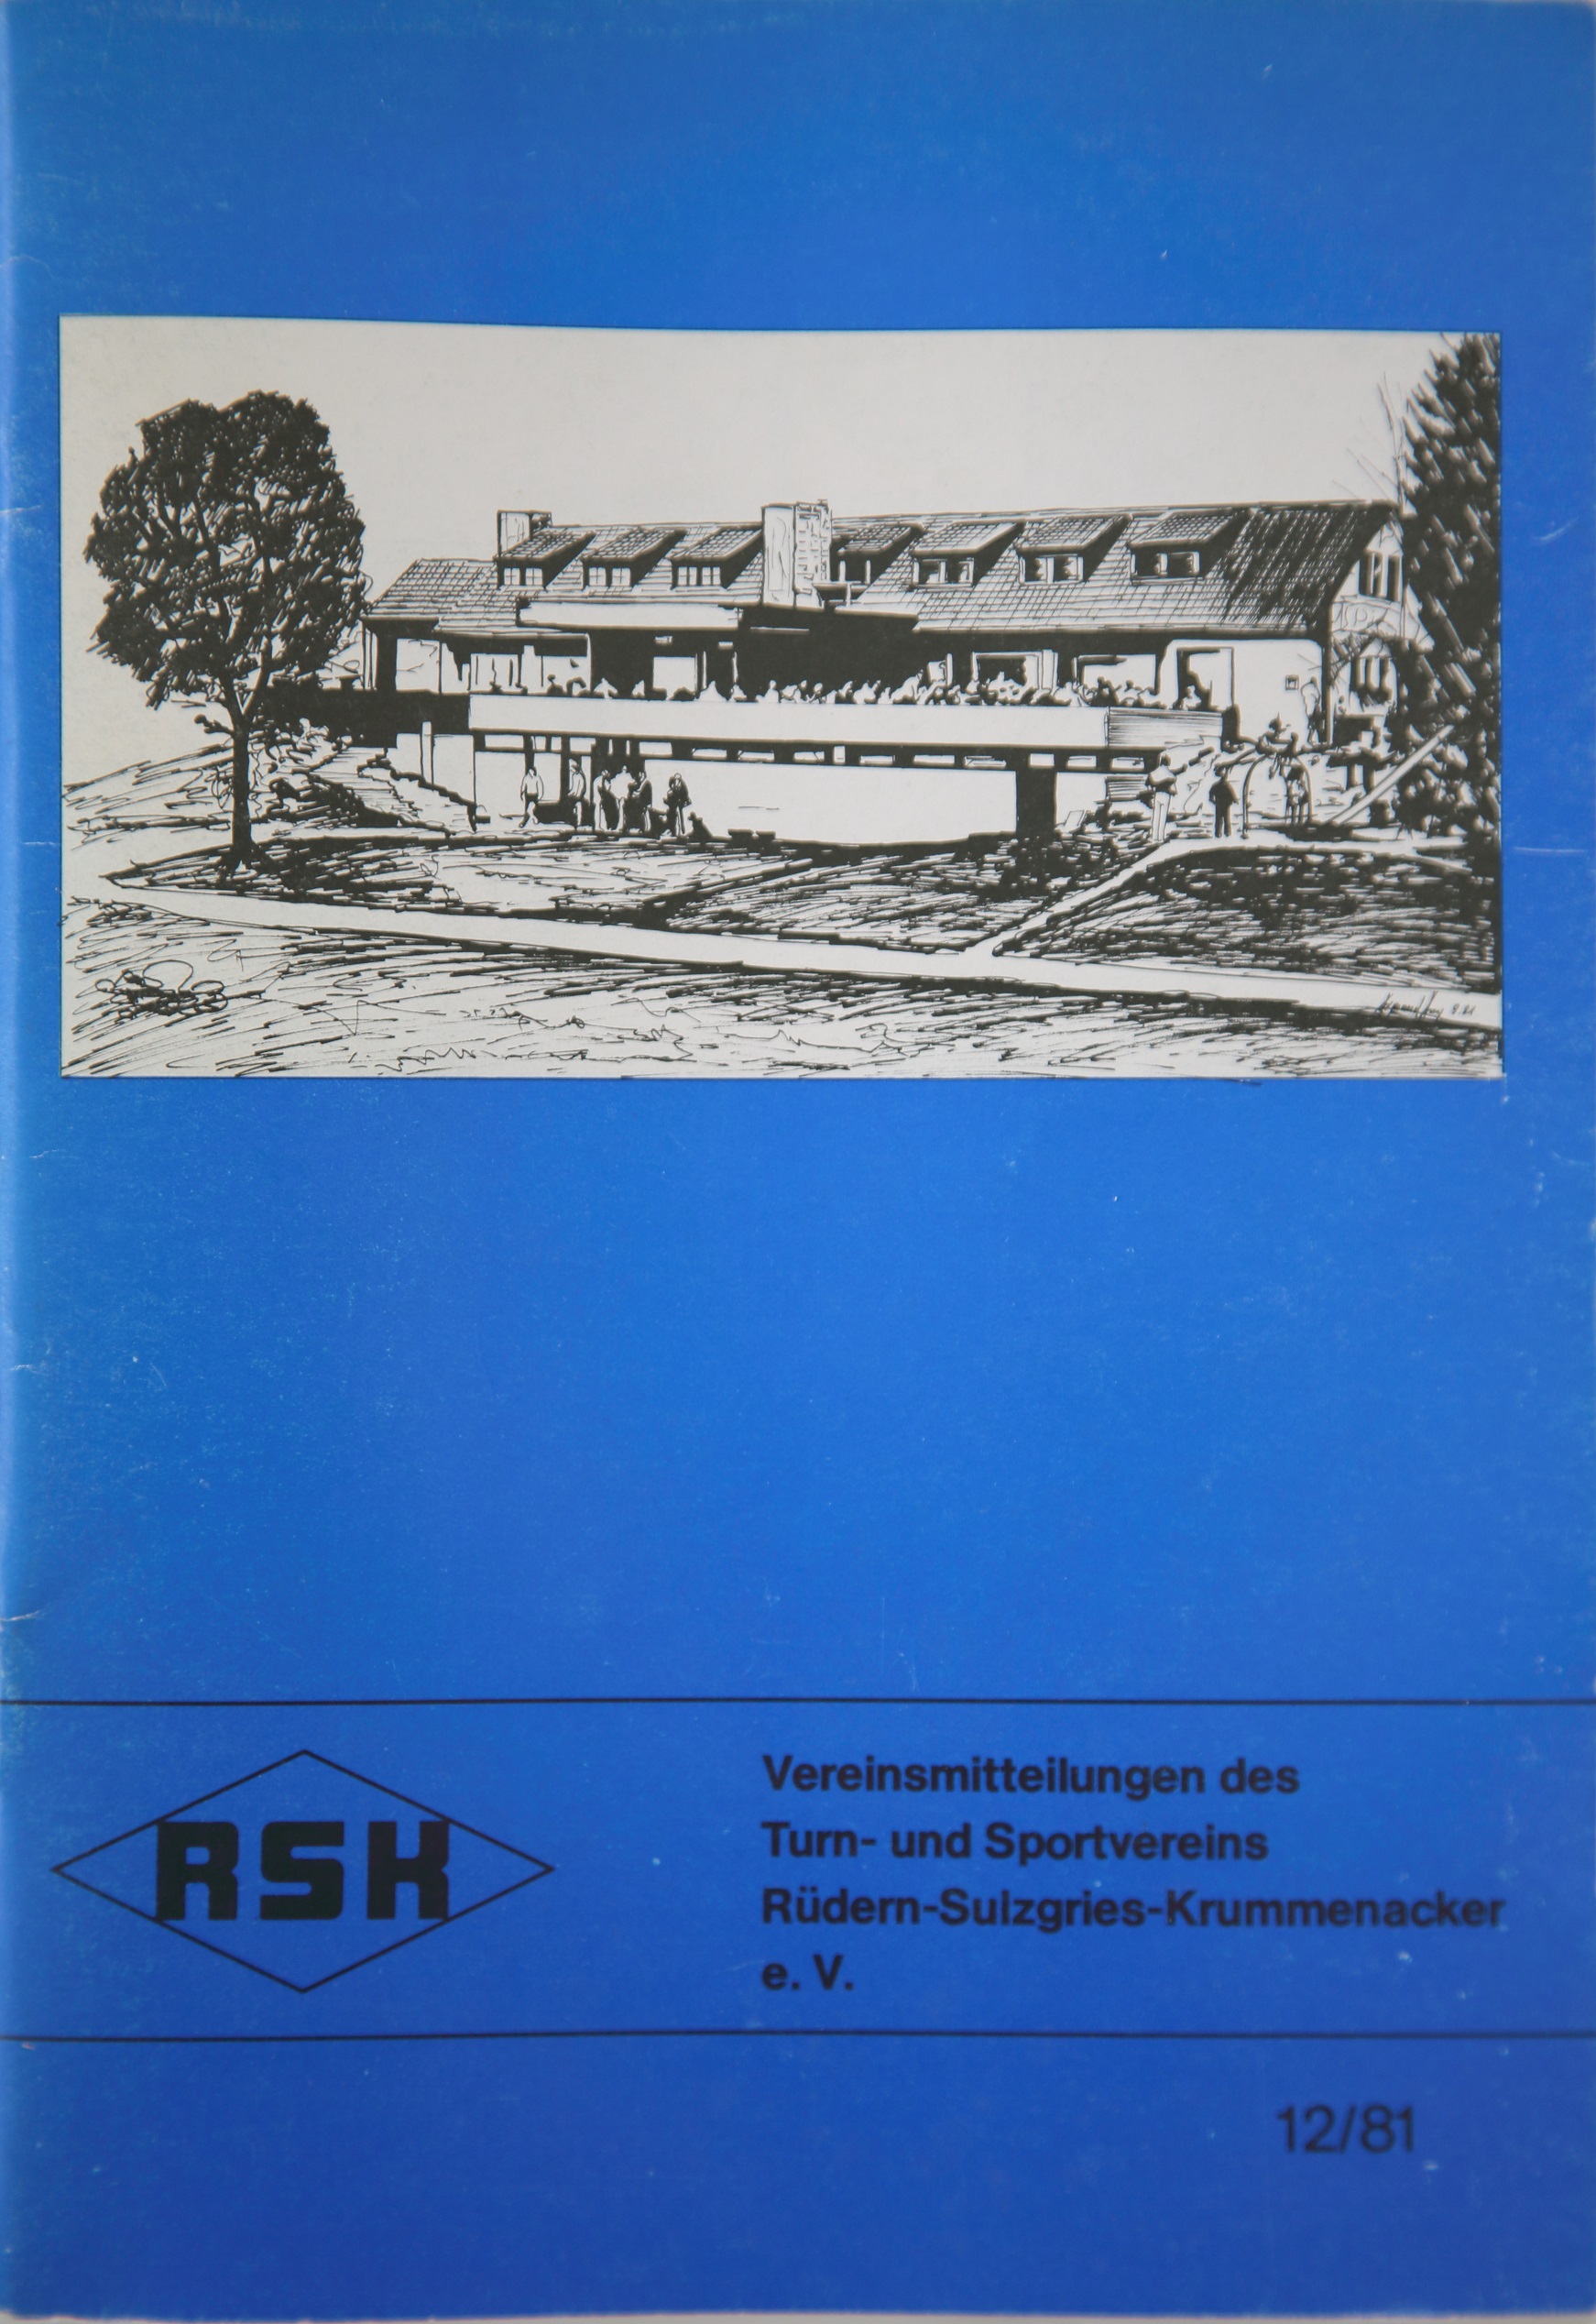 RSK
Vereinsmitteilungen des
Turn- und Sportvereins
Rüdern-Sulzgries-Krummenacker
e. V.
12/81